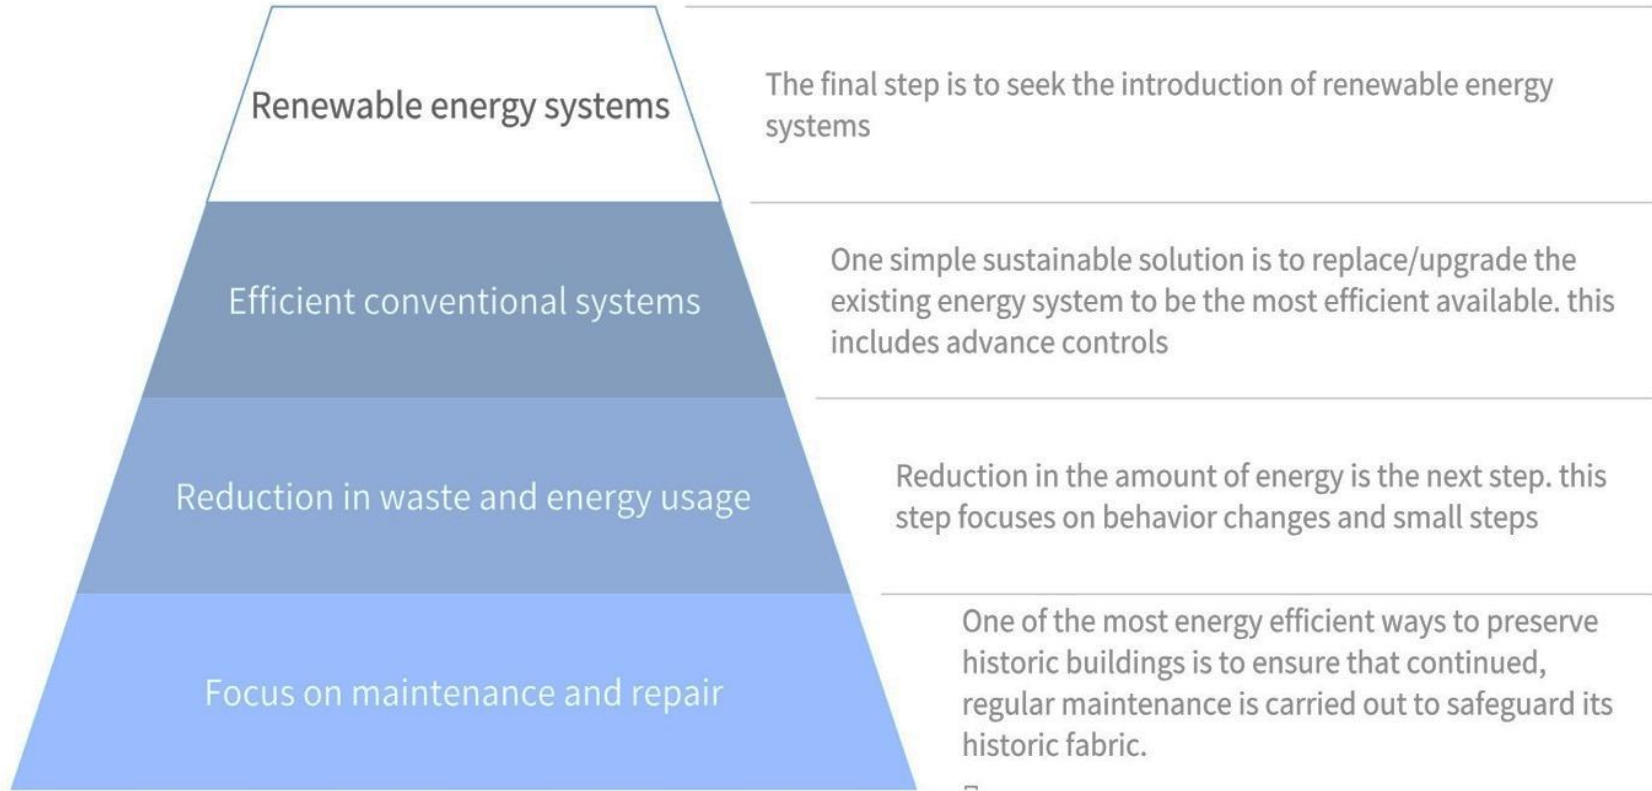 Renewable energy systems
The final step is to seek the introduction of renewable energy
systems
Efficient conventional systems
One simple sustainable solution is to replace/upgrade the
existing energy system to be the most efficient available. this
includes advance controls
Reduction in waste and energy usage
Reduction in the amount of energy is the next step. this
step focuses on behavior changes and small steps
Focus on maintenance and repair
One of the most energy efficient ways to preserve
historic buildings is to ensure that continued,
regular maintenance is carried out to safeguard its
historic fabric.